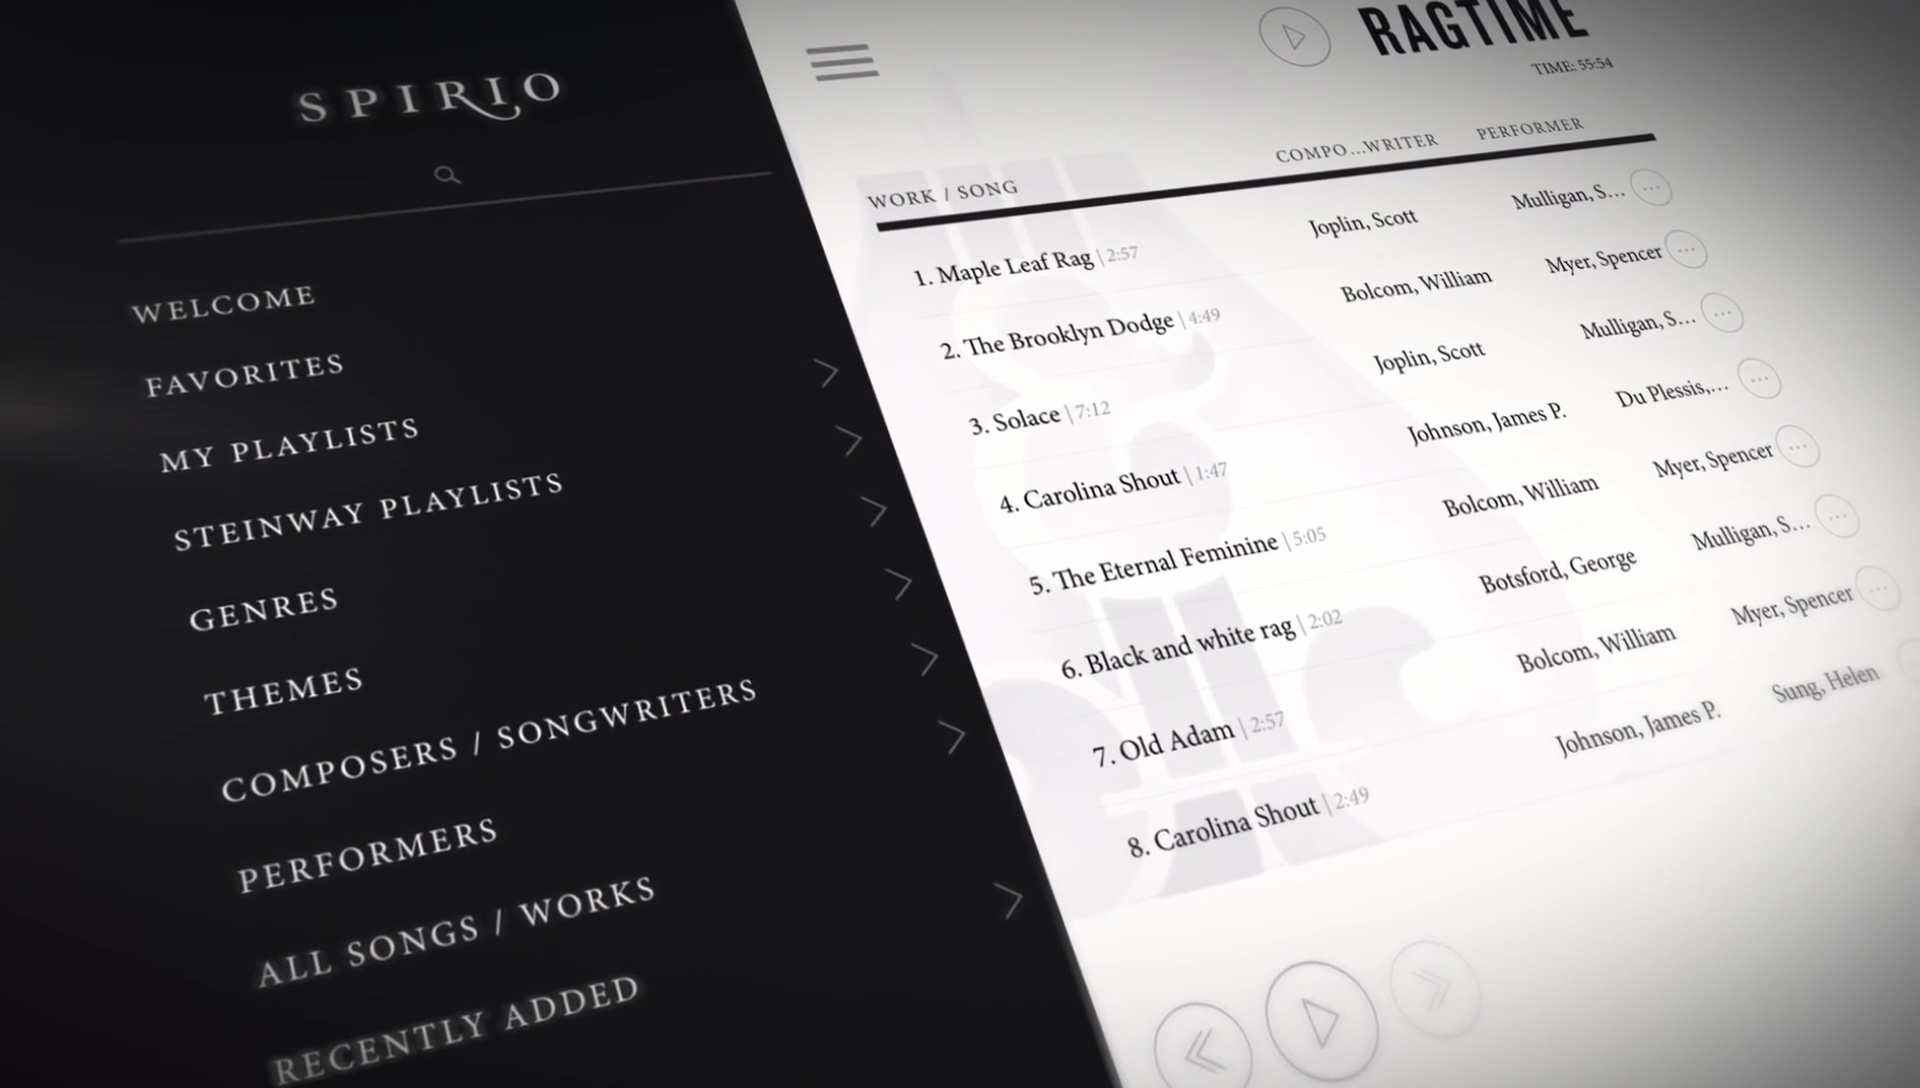 SPIRIO
WELCOME
FAVORITES
MY PLAYLISTS
STEINWAY PLAYLISTS
GENRES
THEMES
COMPOSERS / SONGWRITERS
PERFORMERS
ALL SONGS / WORKS
RECENTLY ADDED
RAGTIME
TIME: 55:54
WORK / SONG COMPO...WRITER PERFORMER
1. Maple Leaf Rag | 2:57 Joplin, Scott Mulligan, S...
2. The Brooklyn Dodge | 4:49 Bolcom, William Myer, Spencer
3. Solace | 7:12 Joplin, Scott Mulligan, S...
4. Carolina Shout | 1:47 Johnson, James P. Du Plessis,...
5. The Eternal Feminine | 5:05 Bolcom, William Myer, Spencer
6. Black and white rag | 2:02 Botsford, George Mulligan, S...
7. Old Adam | 2:57 Bolcom, William Myer, Spencer
8. Carolina Shout | 2:49 Johnson, James P. Sung, Helen